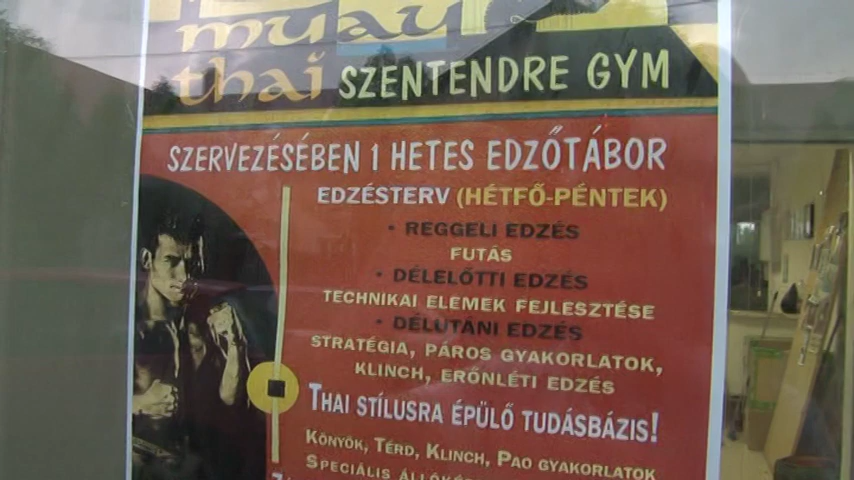 muay
thai SZENTENDRE GYM
SZERVEZÉSÉBEN 1 HETES EDZŐTÁBOR
EDZÉSTERV (HÉTFŐ-PÉNTEK)
• REGGELI EDZÉS
FUTÁS
• DÉLELŐTTI EDZÉS
TECHNIKAI ELEMEK FEJLESZTÉSE
• DÉLUTÁNI EDZÉS
STRATÉGIA, PÁROS GYAKORLATOK,
KLINCH, ERŐNLÉTI EDZÉS
THAI STÍLUSRA ÉPÜLŐ TUDÁSBÁZIS!
KÖNYÖK, TÉRD, KLINCH, PAO GYAKORLATOK
SPECIÁLIS